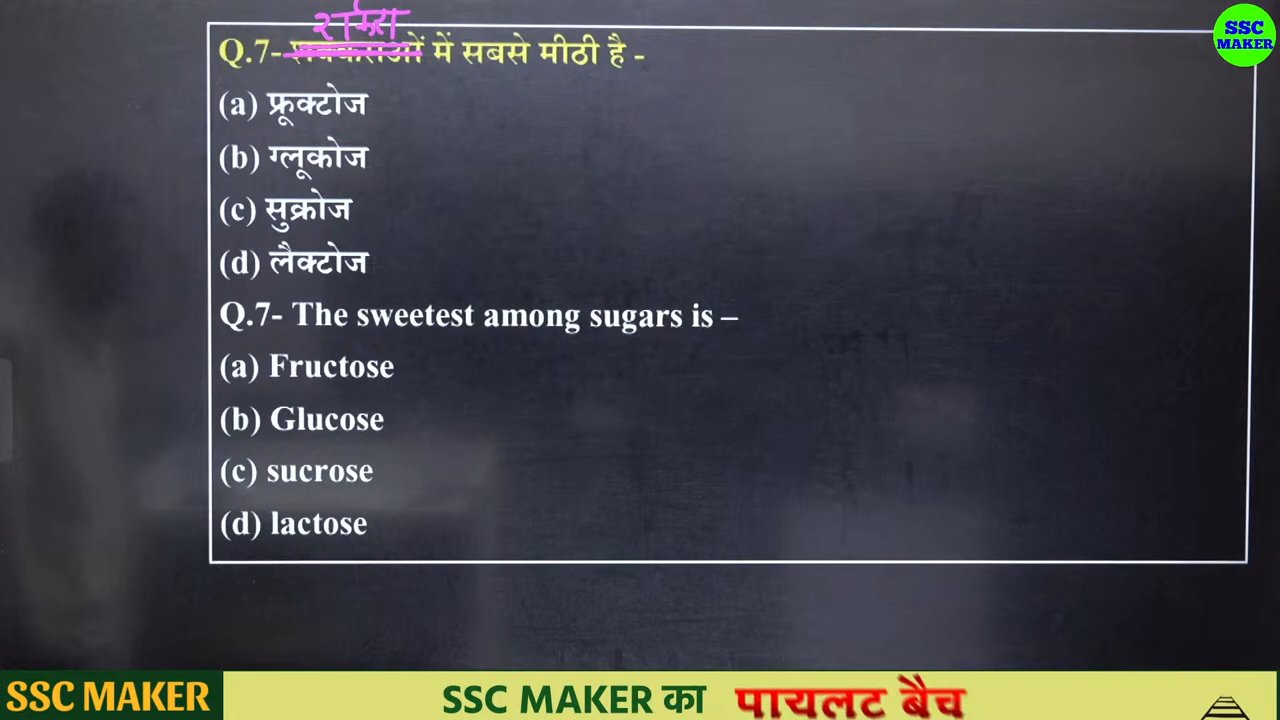 शर्करा
SSC
MAKER
Q.7- में सबसे मीठी है -
(a) फ्रूक्टोज
(b) ग्लूकोज
(c) सुक्रोज
(d) लैक्टोज
Q.7- The sweetest among sugars is –
(a) Fructose
(b) Glucose
(c) sucrose
(d) lactose
SSC MAKER
SSC MAKER का पायलट बैच